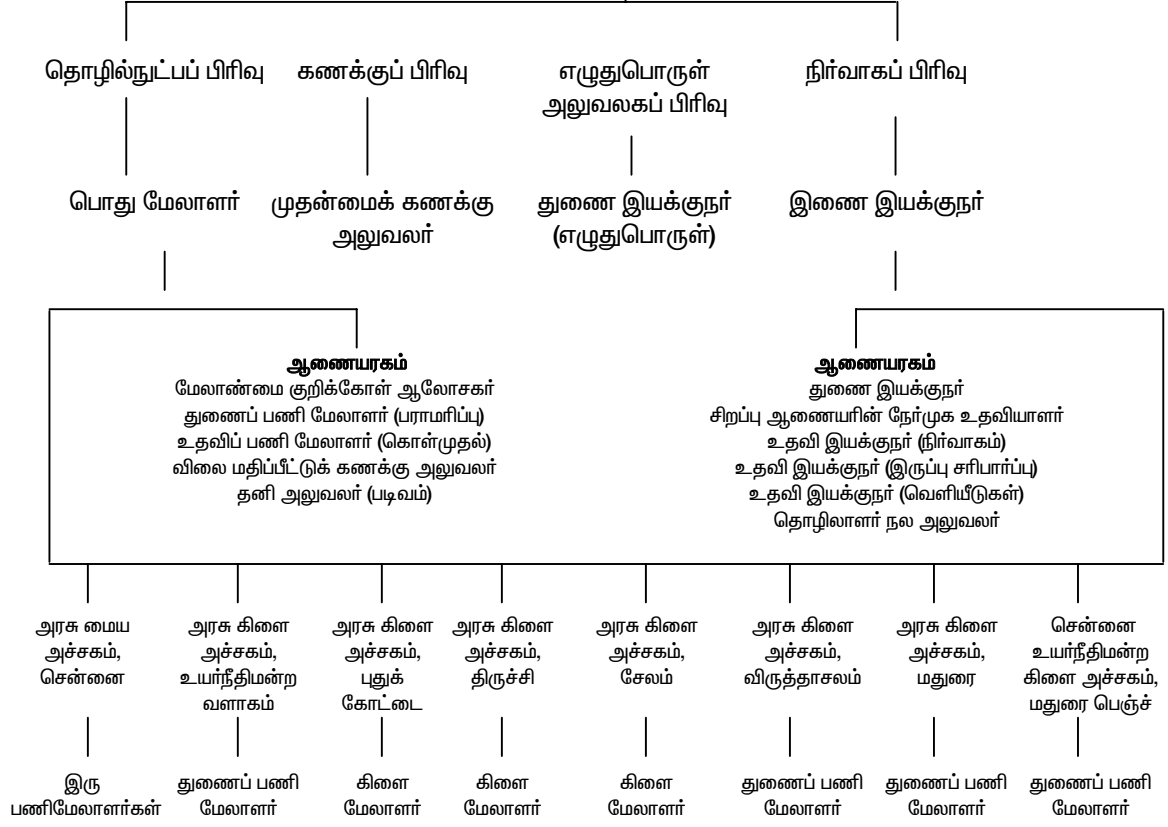 தொழில்நுட்பப் பிரிவு
கணக்குப் பிரிவு
எழுதுபொருள்
அலுவலகப் பிரிவு
நிர்வாகப் பிரிவு
பொது மேலாளர்
முதன்மைக் கணக்கு
அலுவலர்
துணை இயக்குநர்
(எழுதுபொருள்)
இணை இயக்குநர்
ஆணையரகம்
மேலாண்மை குறிக்கோள் ஆலோசகர்
துணைப் பணி மேலாளர் (பராமரிப்பு)
உதவிப் பணி மேலாளர் (கொள்முதல்)
விலை மதிப்பீட்டுக் கணக்கு அலுவலர்
தனி அலுவலர் (படிவம்)
ஆணையரகம்
துணை இயக்குநர்
சிறப்பு ஆணையரின் நேர்முக உதவியாளர்
உதவி இயக்குநர் (நிர்வாகம்)
உதவி இயக்குநர் (இருப்பு சரிபார்ப்பு)
உதவி இயக்குநர் (வெளியீடுகள்)
தொழிலாளர் நல அலுவலர்
அரசு மைய
அச்சகம்,
சென்னை
அரசு கிளை
அச்சகம்,
உயர்நீதிமன்ற
வளாகம்
அரசு கிளை
அச்சகம்,
புதுக்
கோட்டை
அரசு கிளை
அச்சகம்,
திருச்சி
அரசு கிளை
அச்சகம்,
சேலம்
அரசு கிளை
அச்சகம்,
விருத்தாசலம்
அரசு கிளை
அச்சகம்,
மதுரை
சென்னை
உயர்நீதிமன்ற
கிளை அச்சகம்,
மதுரை பெஞ்ச்
இரு
பணிமேலாளர்கள்
துணைப் பணி
மேலாளர்
கிளை
மேலாளர்
கிளை
மேலாளர்
கிளை
மேலாளர்
துணைப் பணி
மேலாளர்
துணைப் பணி
மேலாளர்
துணைப் பணி
மேலாளர்